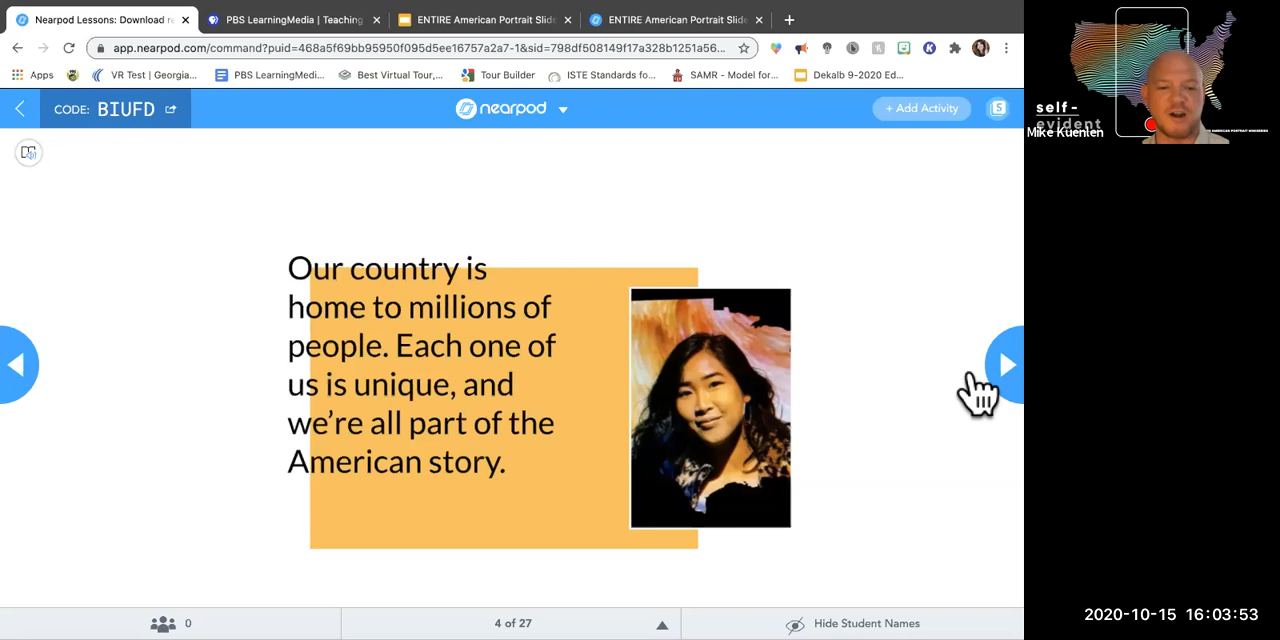 Nearpod Lessons: Download re
PBS LearningMedia | Teaching
ENTIRE American Portrait Slide
ENTIRE American Portrait Slide
app.nearpod.com/command?puid=468a5f69bb95950f095d5ee16757a2a7-1&sid=798df508149f17a328b1251a56...
Apps
VR Test | Georgia...
PBS LearningMedi...
Best Virtual Tour,...
Tour Builder
ISTE Standards fo...
SAMR - Model for...
Dekalb 9-2020 Ed...
CODE: BIUFD
nearpod
+ Add Activity
S
Our country is
home to millions of
people. Each one of
us is unique, and
we're all part of the
American story.
0
4 of 27
Hide Student Names
self-
evident
AMERICAN PORTRAIT MINISERIES
Mike Kuenlen
2020-10-15 16:03:53